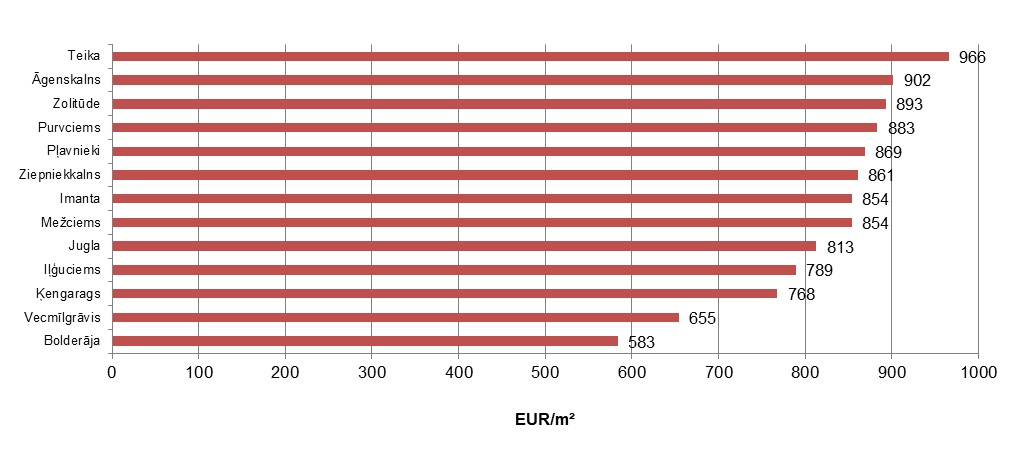 Teika 966
Āgenskalns 902
Zolitūde 893
Purvciems 883
Pļavnieki 869
Ziepniekkalns 861
Imanta 854
Mežciems 854
Jugla 813
Iļģuciems 789
Ķengarags 768
Vecmīlgrāvis 655
Bolderāja 583
0 100 200 300 400 500 600 700 800 900 1000
EUR/m²